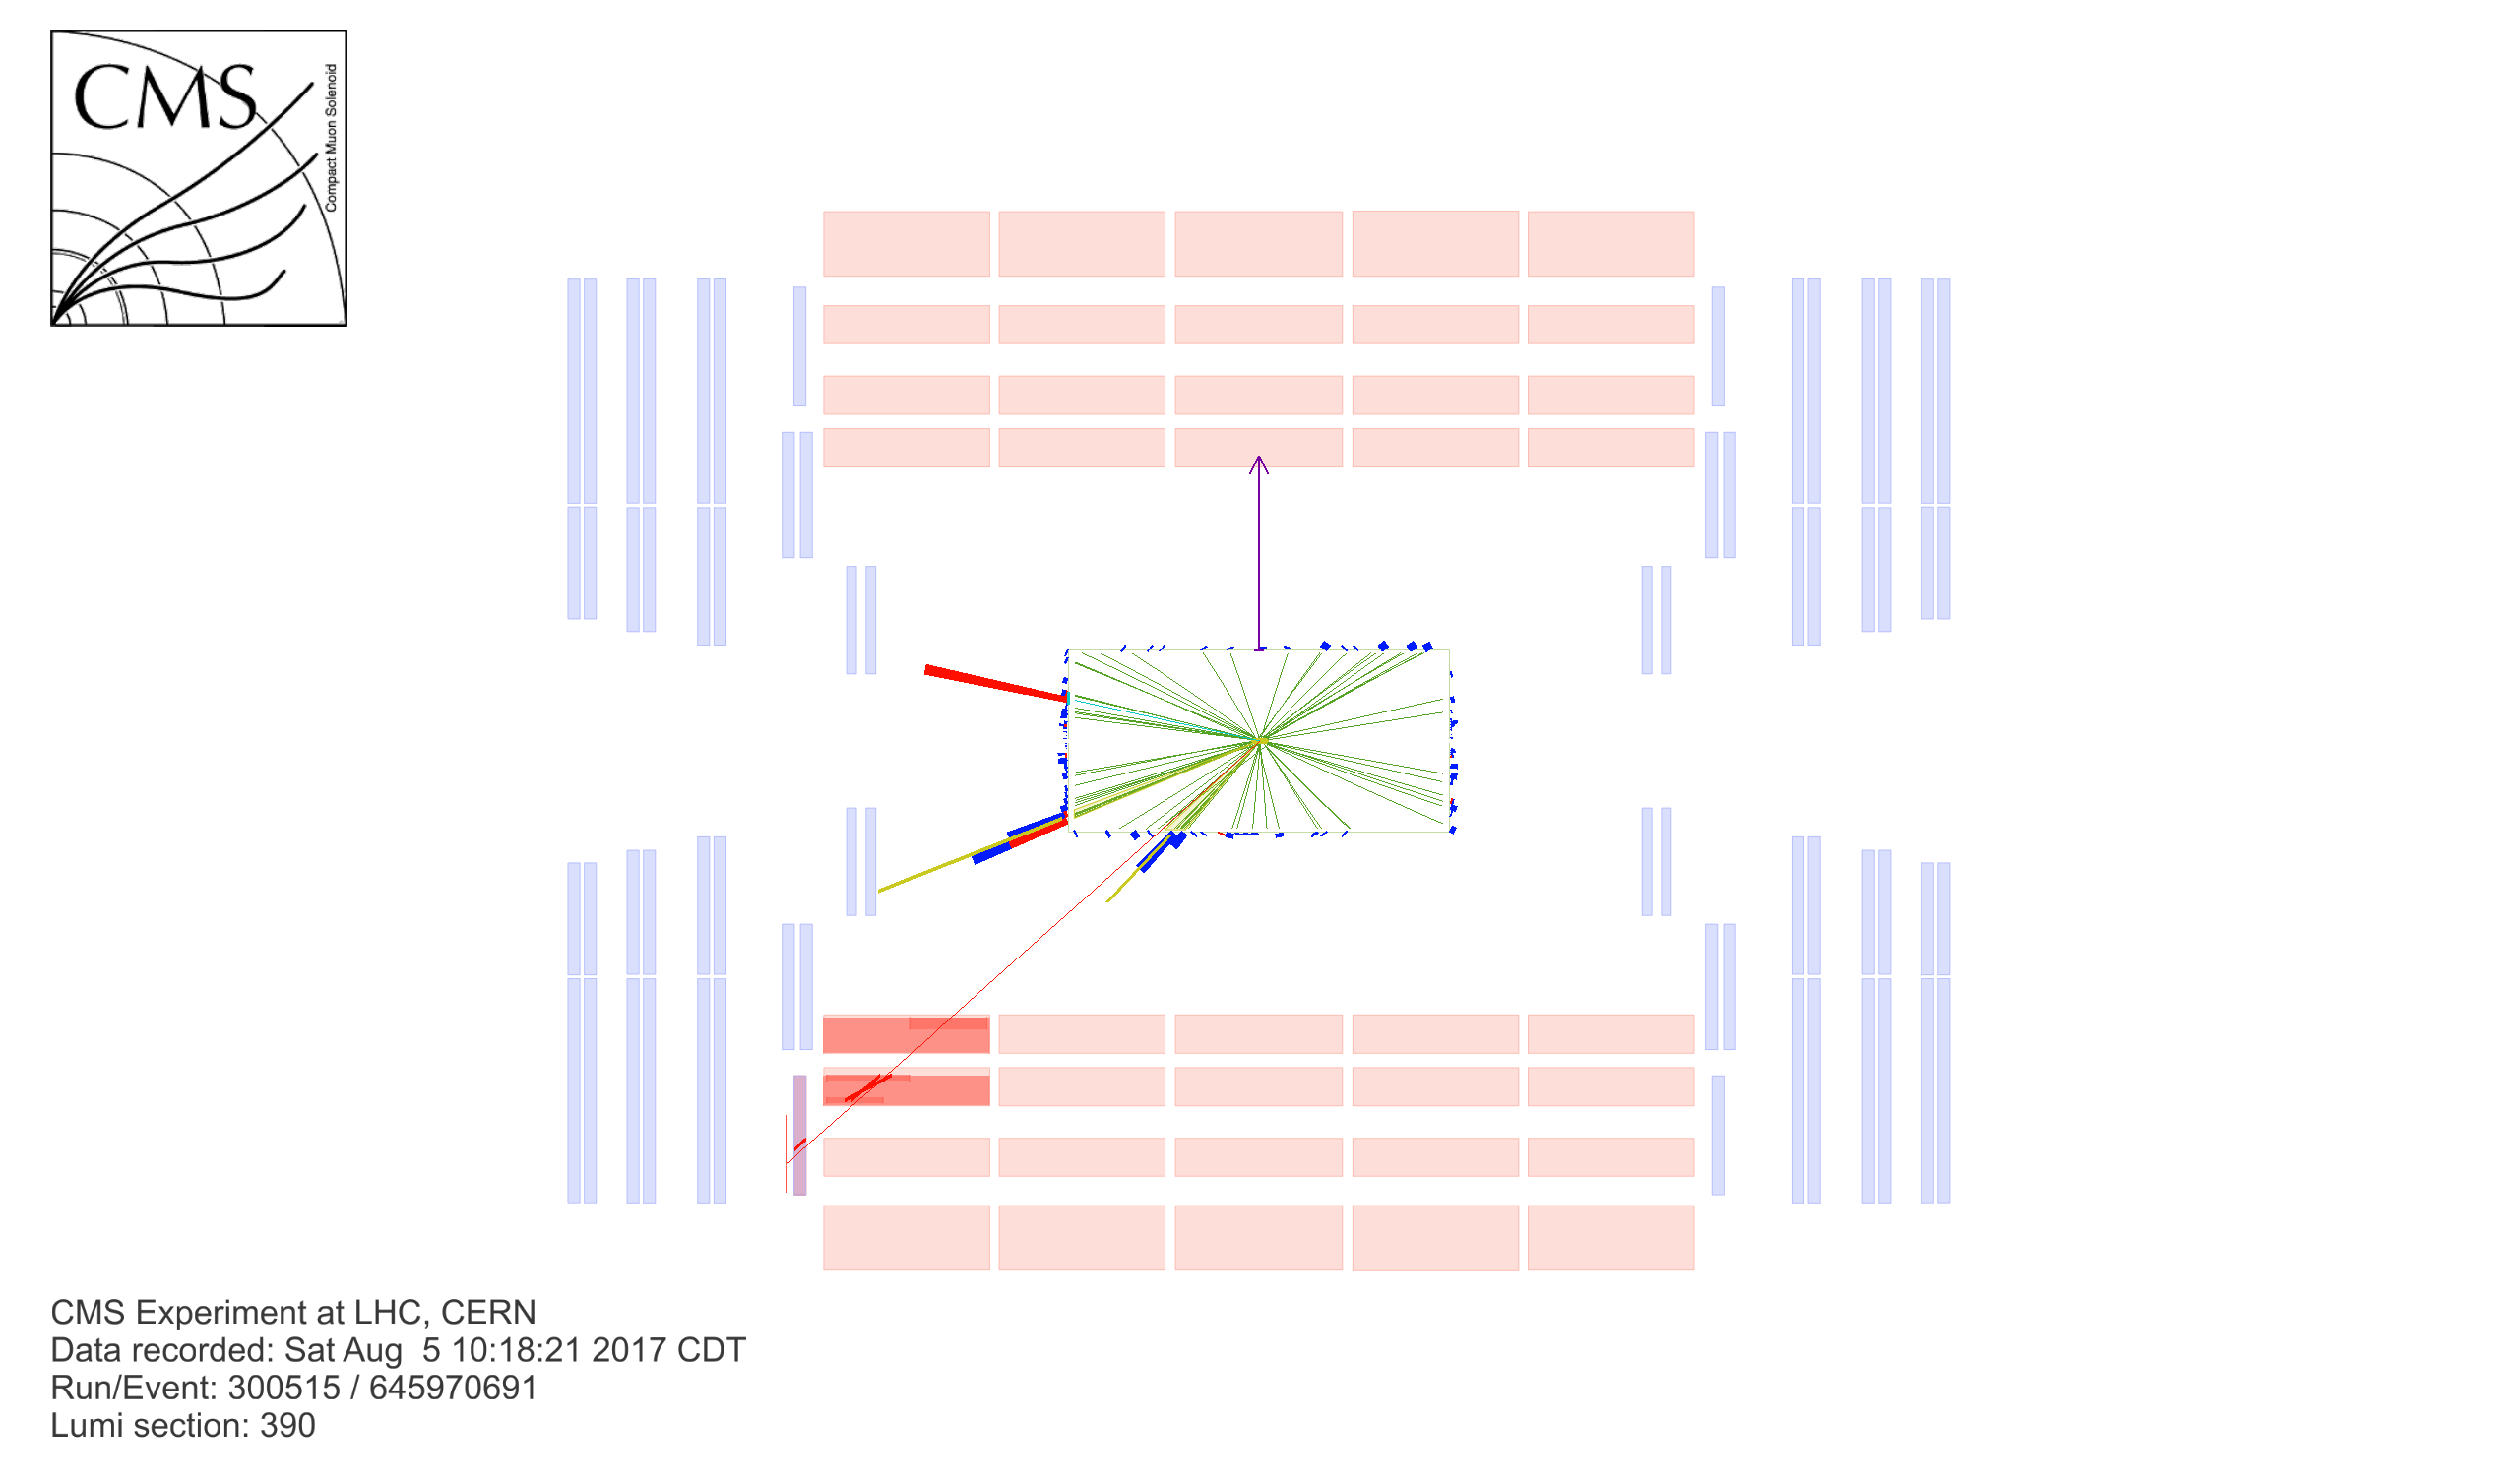 CMS
Compact Muon Solenoid
CMS Experiment at LHC, CERN
Data recorded: Sat Aug  5 10:18:21 2017 CDT
Run/Event: 300515 / 645970691
Lumi section: 390